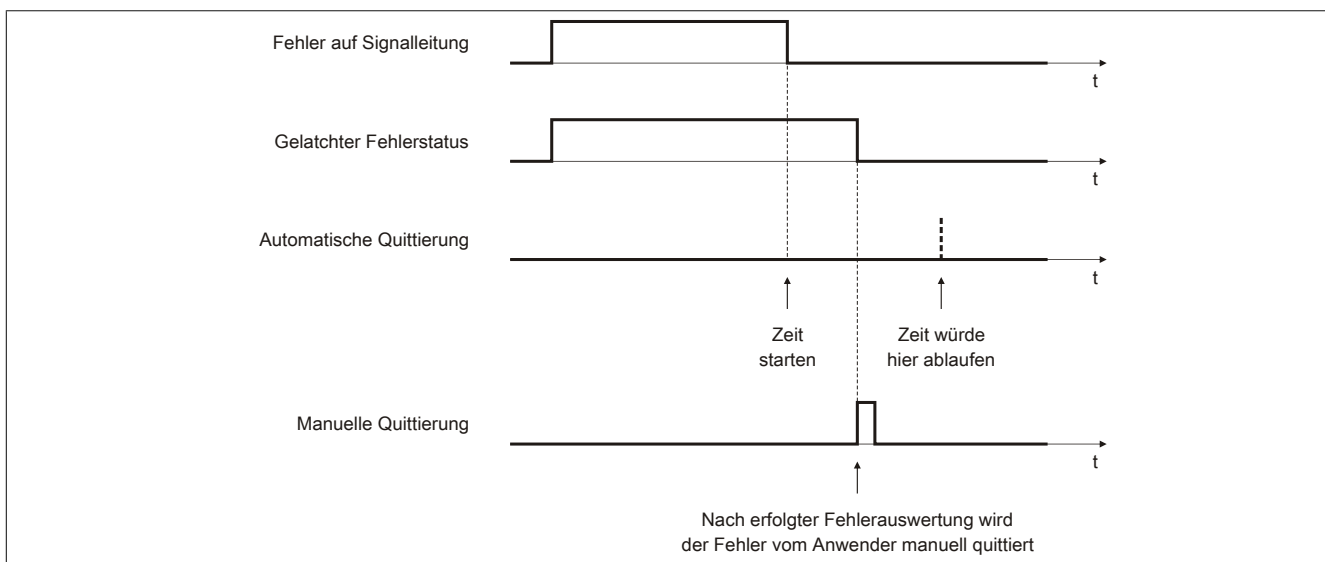 Fehler auf Signalleitung
t
Gelatchter Fehlerstatus
t
Automatische Quittierung
t
Zeit
starten
Zeit würde
hier ablaufen
Manuelle Quittierung
t
Nach erfolgter Fehlerauswertung wird
der Fehler vom Anwender manuell quittiert